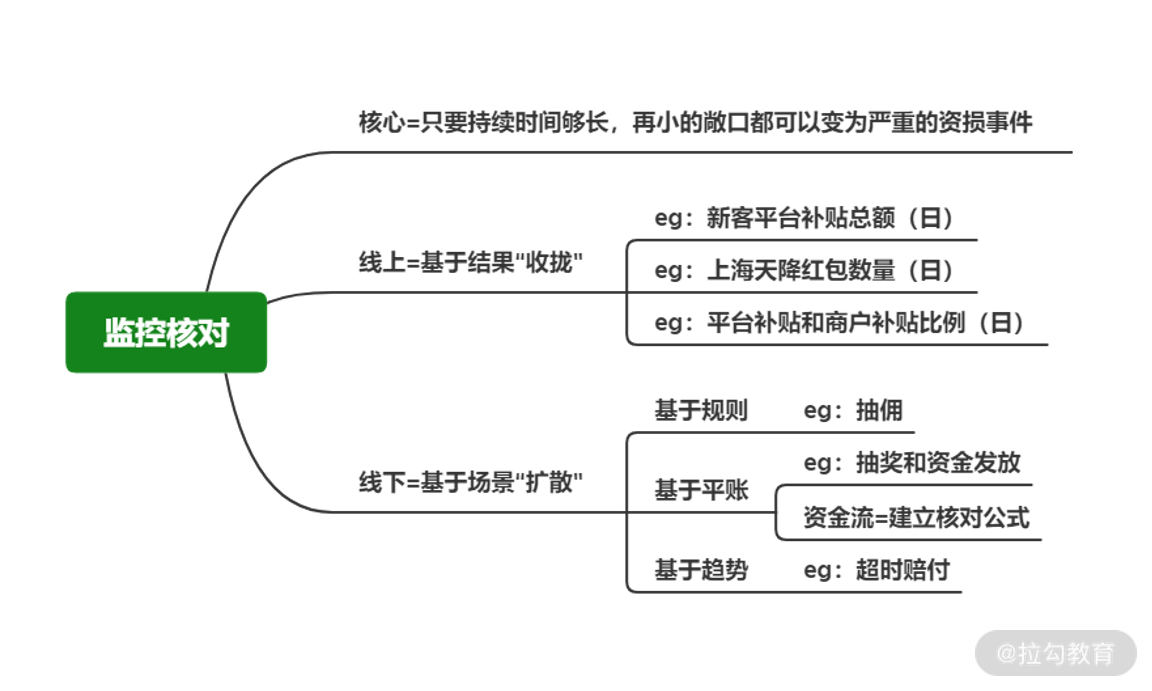 核心=只要持续时间够长，再小的敞口都可以变为严重的资损事件
监控核对
线上=基于结果“收拢"
eg：新客平台补贴总额（日）
eg：上海天降红包数量（日）
eg：平台补贴和商户补贴比例（日）
线下=基于场景“扩散"
基于规则
eg：抽佣
基于平账
eg：抽奖和资金发放
资金流=建立核对公式
基于趋势
eg：超时赔付
@拉勾教育